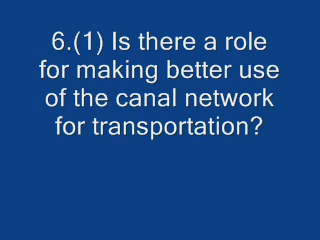 6.(1) Is there a role
for making better use
of the canal network
for transportation?